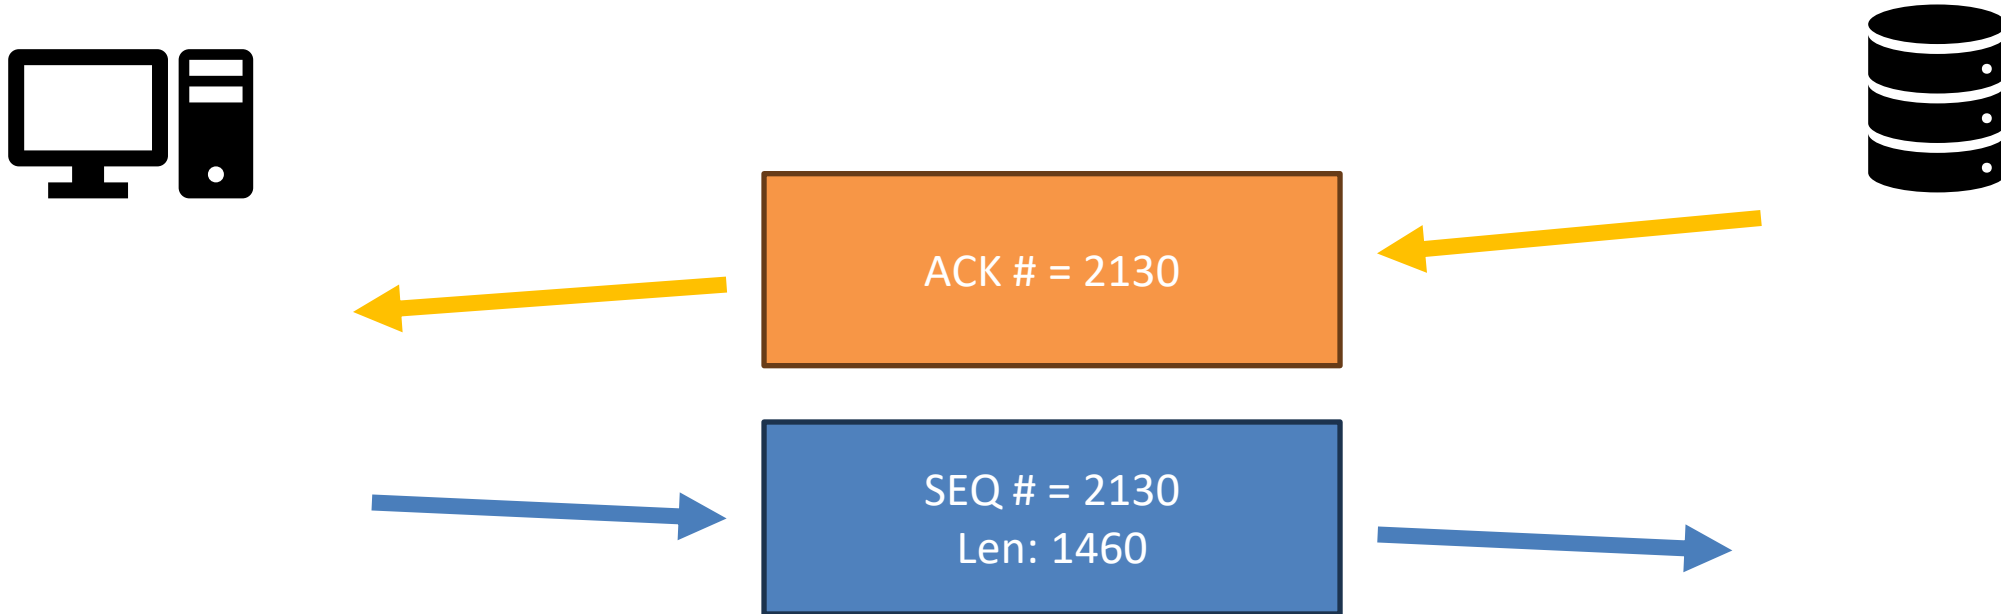 ACK # = 2130
SEQ # = 2130
Len: 1460